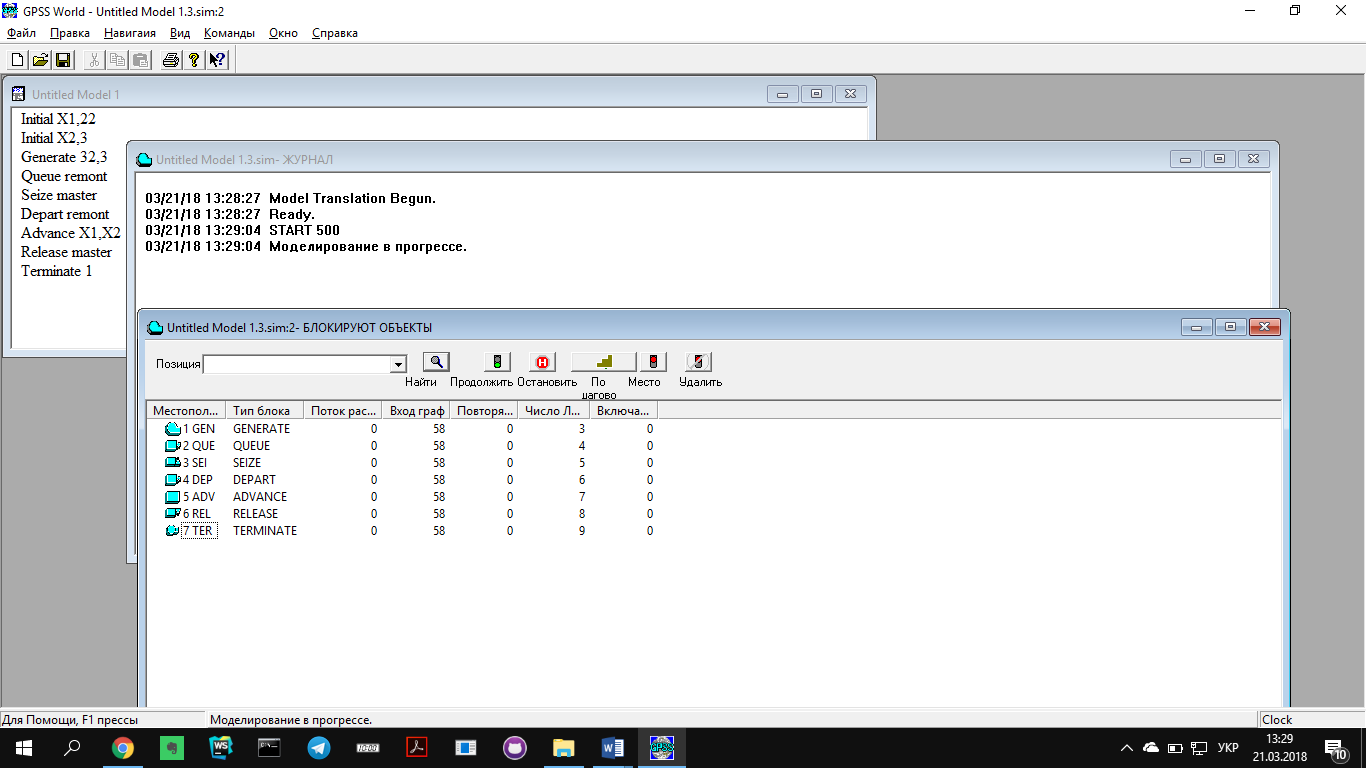 GPSS World - Untitled Model 1.3.sim:2
Файл Правка Навигаия Вид Команды Окно Справка
Untitled Model 1
Initial X1,22
Initial X2,3
Generate 32,3
Queue remont
Seize master
Depart remont
Advance X1,X2
Release master
Terminate 1
Untitled Model 1.3.sim- ЖУРНАЛ
03/21/18 13:28:27 Model Translation Begun.
03/21/18 13:28:27 Ready.
03/21/18 13:29:04 START 500
03/21/18 13:29:04 Моделирование в прогрессе.
Untitled Model 1.3.sim:2- БЛОКИРУЮТ ОБЪЕКТЫ
Позиция
Найти Продолжить Остановить По шагово Место Удалить
Местопол... Тип блока Поток рас... Вход граф Повторя... Число Л... Включа...
1 GEN GENERATE 0 58 0 3 0
2 QUE QUEUE 0 58 0 4 0
3 SEI SEIZE 0 58 0 5 0
4 DEP DEPART 0 58 0 6 0
5 ADV ADVANCE 0 58 0 7 0
6 REL RELEASE 0 58 0 8 0
7 TER TERMINATE 0 58 0 9 0
Для Помощи, F1 прессы Моделирование в прогрессе. Clock
УКР 13:29
21.03.2018 10